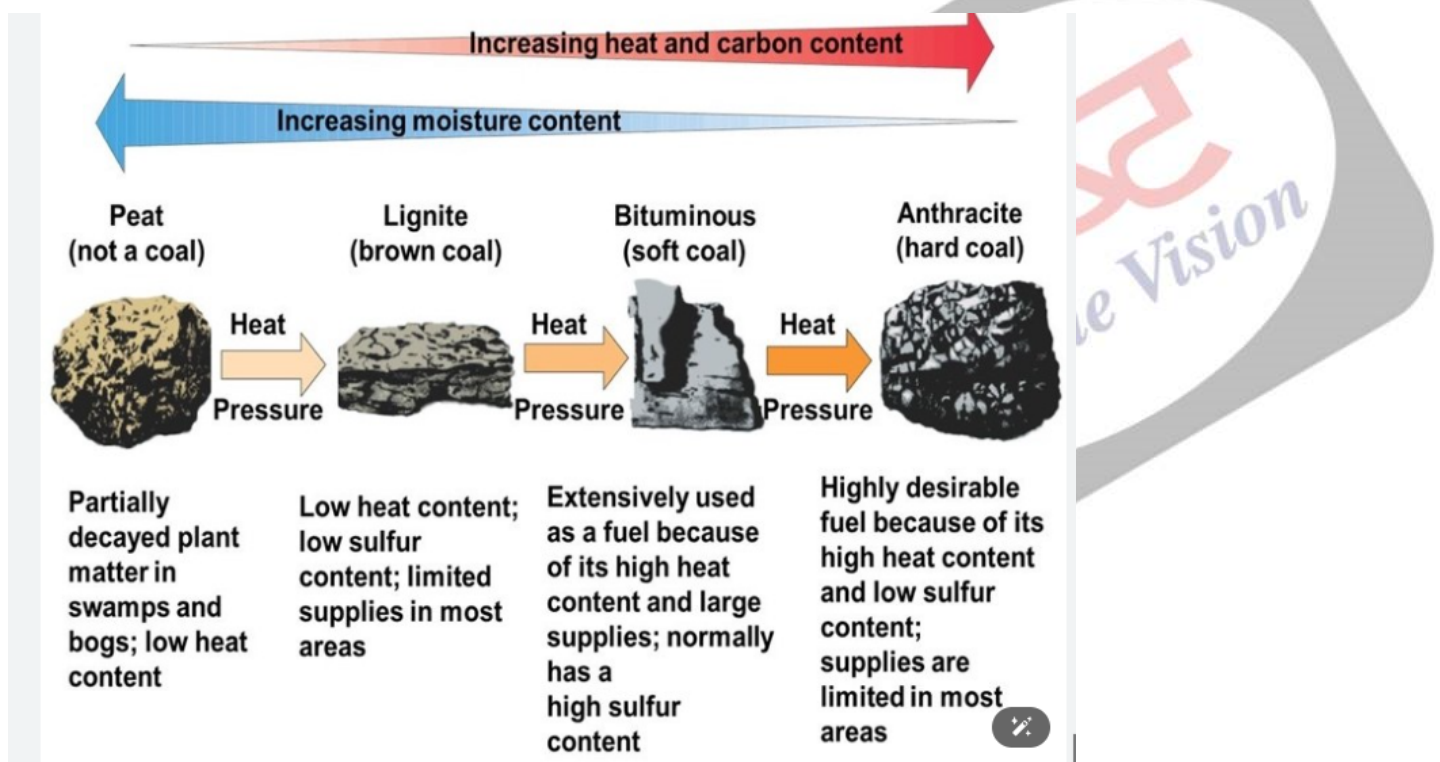 Increasing heat and carbon content
Increasing moisture content
Peat
(not a coal)
Lignite
(brown coal)
Bituminous
(soft coal)
Anthracite
(hard coal)
Heat
Pressure
Heat
Pressure
Heat
Pressure
Partially
decayed plant
matter in
swamps and
bogs; low heat
content
Low heat content;
low sulfur
content; limited
supplies in most
areas
Extensively used
as a fuel because
of its high heat
content and large
supplies; normally
has a
high sulfur
content
Highly desirable
fuel because of its
high heat content
and low sulfur
content;
supplies are
limited in most
areas
Vision